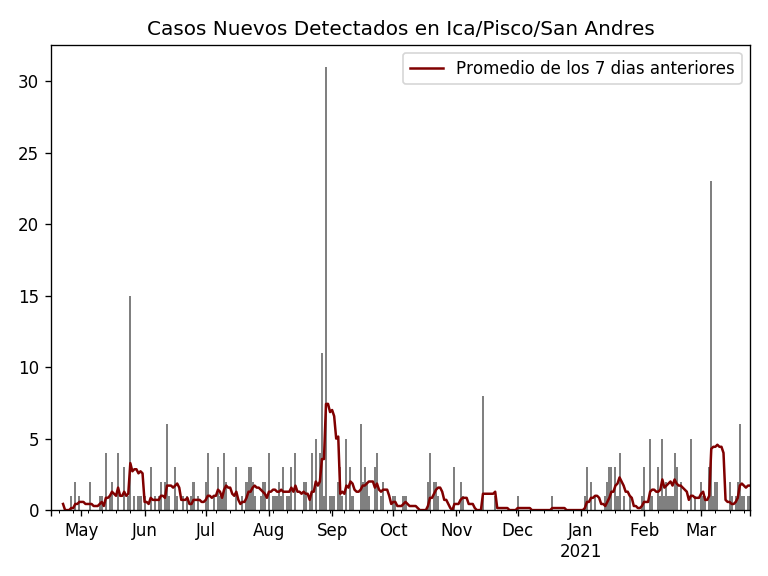 Casos Nuevos Detectados en Ica/Pisco/San Andres
Promedio de los 7 dias anteriores
30
25
20
15
10
5
0
May Jun Jul Aug Sep Oct Nov Dec Jan Feb Mar
2021